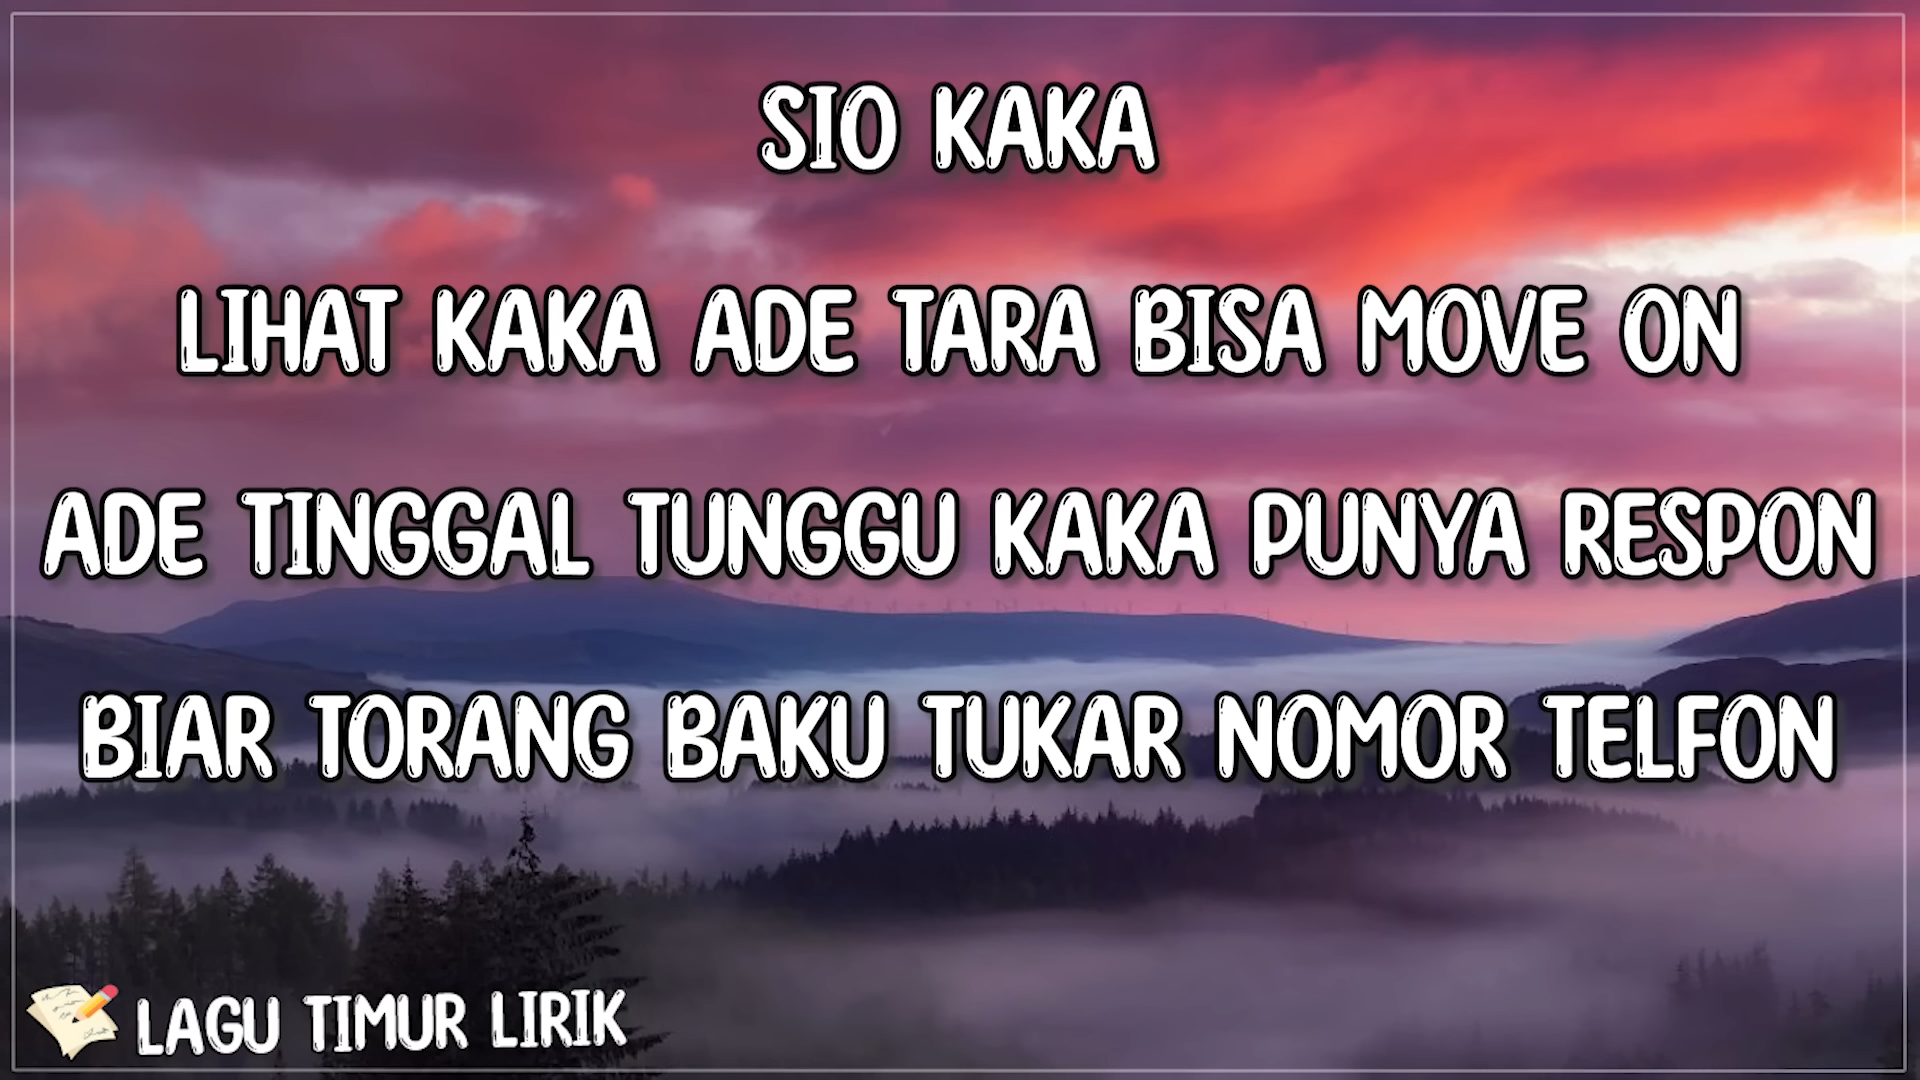 SIO KAKA
LIHAT KAKA ADE TARA BISA MOVE ON
ADE TINGGAL TUNGGU KAKA PUNYA RESPON
BIAR TORANG BAKU TUKAR NOMOR TELFON
LAGU TIMUR LIRIK